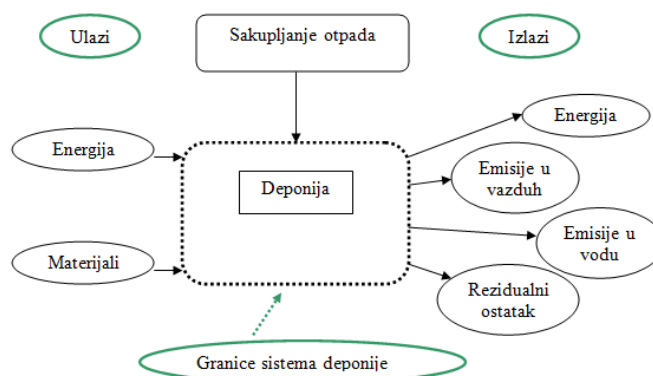 Ulazi
Sakupljanje otpada
Izlazi
Energija
Energija
Deponija
Emisije u
vazduh
Materijali
Emisije u
vodu
Rezidualni
ostatak
Granice sistema deponije